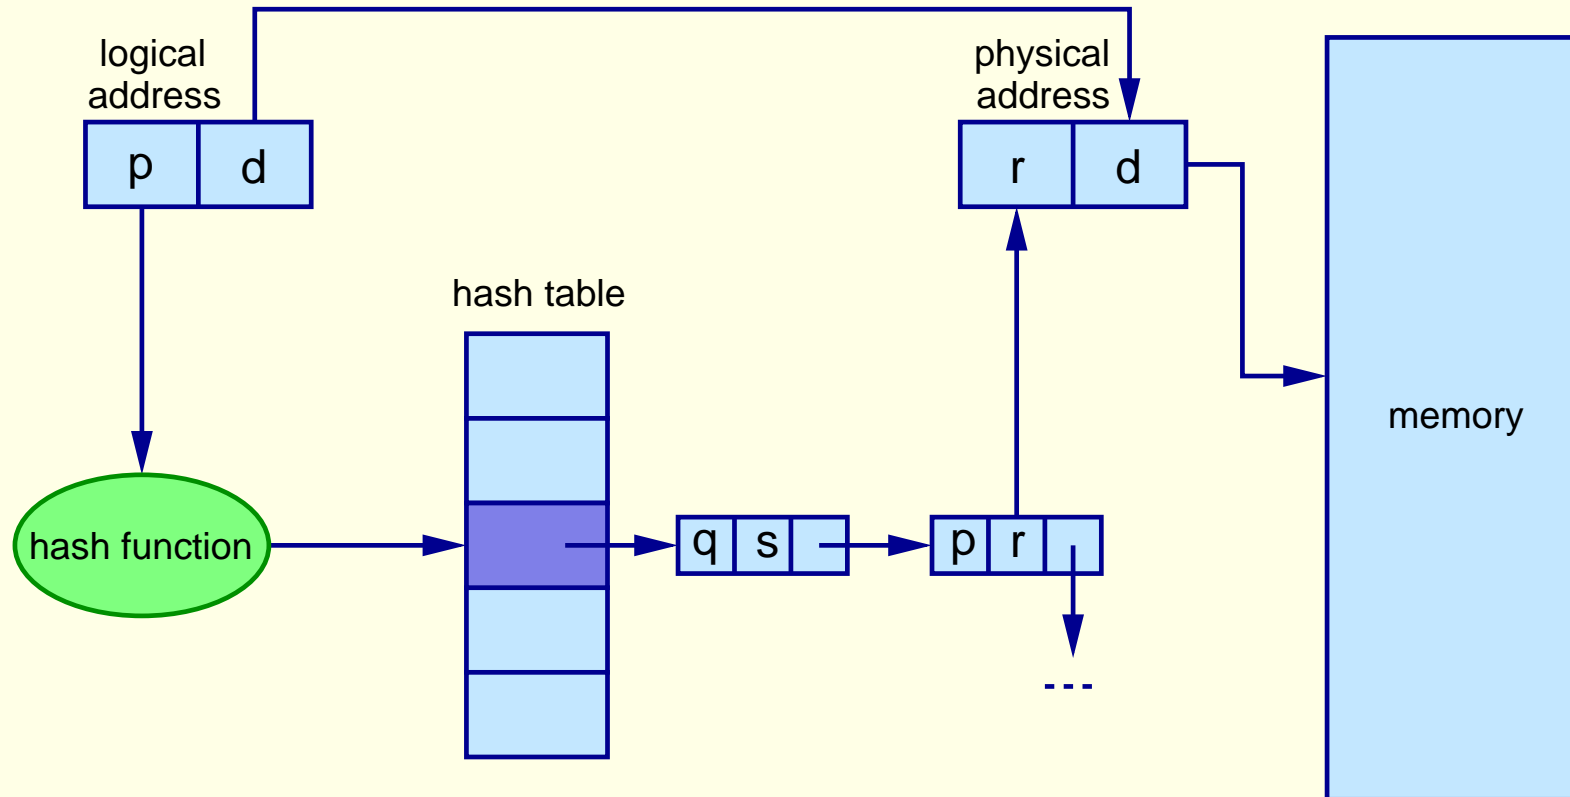 logical
address
p d
physical
address
r d
hash table
memory
hash function
q s
p r
---